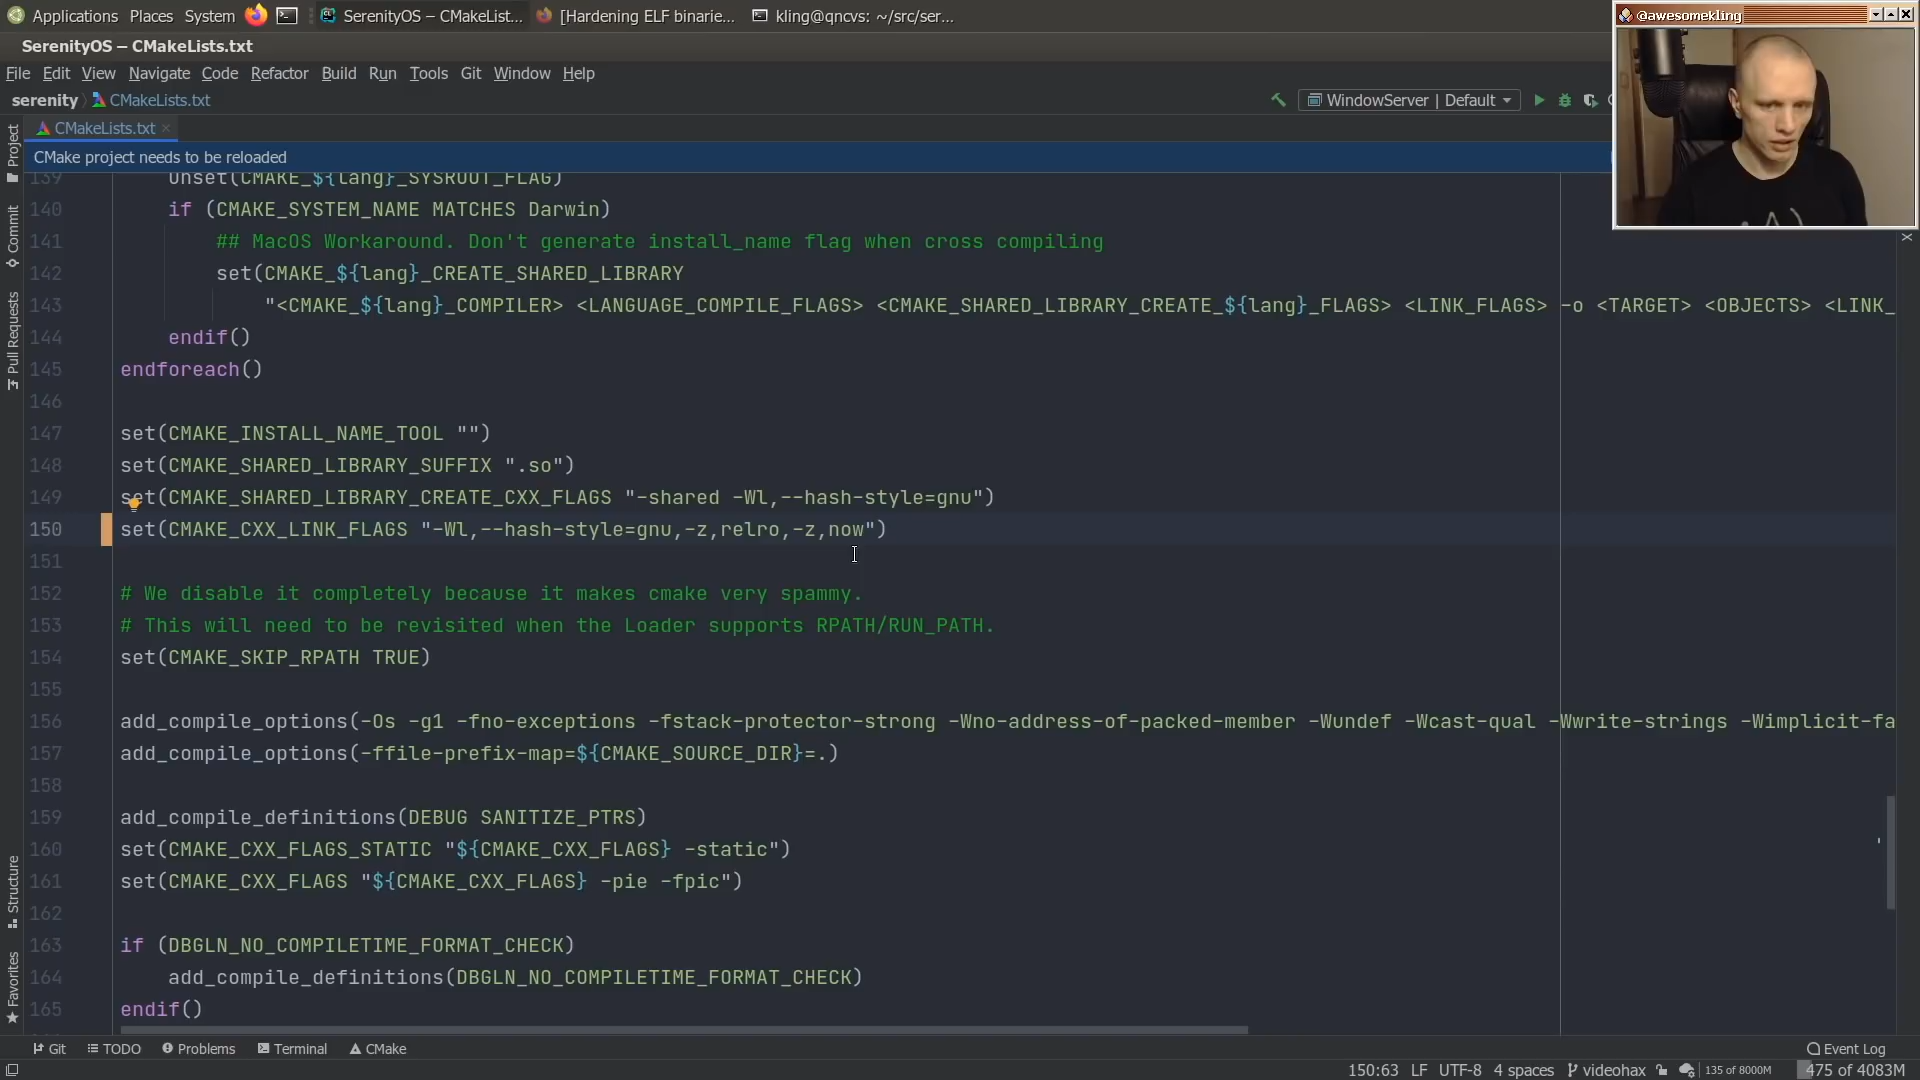 Applications Places System SerenityOS – CMakeList... [Hardening ELF binarie... kling@qncvs: ~/src/ser...
@awesomekling
SerenityOS – CMakeLists.txt
File Edit View Navigate Code Refactor Build Run Tools Git Window Help
serenity CMakeLists.txt WindowServer | Default
CMakeLists.txt
CMake project needs to be reloaded
139 unset(CMAKE_${lang}_SYSROOT_FLAG)
140 if (CMAKE_SYSTEM_NAME MATCHES Darwin)
141 ## MacOS Workaround. Don't generate install_name flag when cross compiling
142 set(CMAKE_${lang}_CREATE_SHARED_LIBRARY
143 "<CMAKE_${lang}_COMPILER> <LANGUAGE_COMPILE_FLAGS> <CMAKE_SHARED_LIBRARY_CREATE_${lang}_FLAGS> <LINK_FLAGS> -o <TARGET> <OBJECTS> <LINK_
144 endif()
145 endforeach()
146
147 set(CMAKE_INSTALL_NAME_TOOL "")
148 set(CMAKE_SHARED_LIBRARY_SUFFIX ".so")
149 set(CMAKE_SHARED_LIBRARY_CREATE_CXX_FLAGS "-shared -Wl,--hash-style=gnu")
150 set(CMAKE_CXX_LINK_FLAGS "-Wl,--hash-style=gnu,-z,relro,-z,now")
151
152 # We disable it completely because it makes cmake very spammy.
153 # This will need to be revisited when the Loader supports RPATH/RUN_PATH.
154 set(CMAKE_SKIP_RPATH TRUE)
155
156 add_compile_options(-Os -g1 -fno-exceptions -fstack-protector-strong -Wno-address-of-packed-member -Wundef -Wcast-qual -Wwrite-strings -Wimplicit-fa
157 add_compile_options(-ffile-prefix-map=${CMAKE_SOURCE_DIR}=.)
158
159 add_compile_definitions(DEBUG SANITIZE_PTRS)
160 set(CMAKE_CXX_FLAGS_STATIC "${CMAKE_CXX_FLAGS} -static")
161 set(CMAKE_CXX_FLAGS "${CMAKE_CXX_FLAGS} -pie -fpic")
162
163 if (DBGLN_NO_COMPILETIME_FORMAT_CHECK)
164 add_compile_definitions(DBGLN_NO_COMPILETIME_FORMAT_CHECK)
165 endif()
Project
Commit
Pull Requests
Structure
Favorites
Git TODO Problems Terminal CMake Event Log
150:63 LF UTF-8 4 spaces videohax 135 of 8000M 475 of 4083M